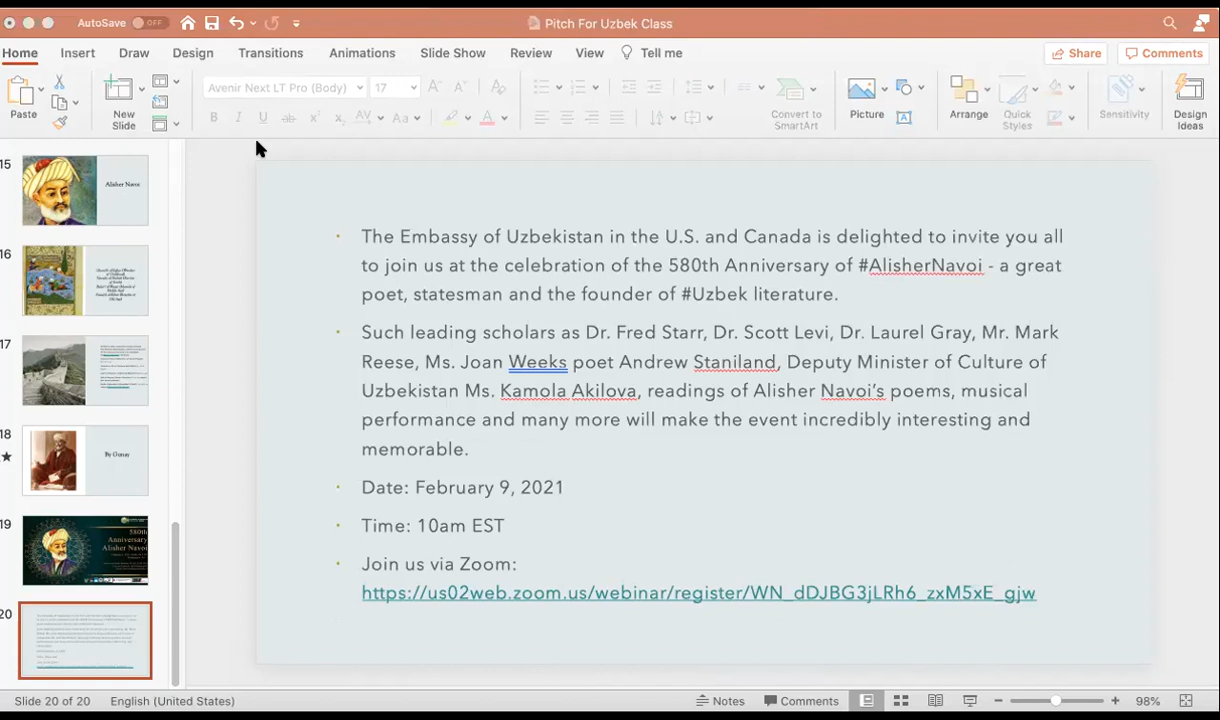 AutoSave OFF
Pitch For Uzbek Class
Home Insert Draw Design Transitions Animations Slide Show Review View Tell me Share Comments
Paste
New
Slide
Avenir Next LT Pro (Body) 17
Convert to
SmartArt
Picture
Arrange
Quick
Styles
Sensitivity
Design
Ideas
15
Alisher Navoi
16
17
18
By Gunay
19
580th
Anniversary
Alisher Navoi
20
The Embassy of Uzbekistan in the U.S. and Canada is delighted to invite you all
to join us at the celebration of the 580th Anniversary of #AlisherNavoi - a great
poet, statesman and the founder of #Uzbek literature.
Such leading scholars as Dr. Fred Starr, Dr. Scott Levi, Dr. Laurel Gray, Mr. Mark
Reese, Ms. Joan Weeks poet Andrew Staniland, Deputy Minister of Culture of
Uzbekistan Ms. Kamola Akilova, readings of Alisher Navoi's poems, musical
performance and many more will make the event incredibly interesting and
memorable.
Date: February 9, 2021
Time: 10am EST
Join us via Zoom:
https://us02web.zoom.us/webinar/register/WN_dDJBG3jLRh6_zxM5xE_gjw
Slide 20 of 20 English (United States) Notes Comments 98%